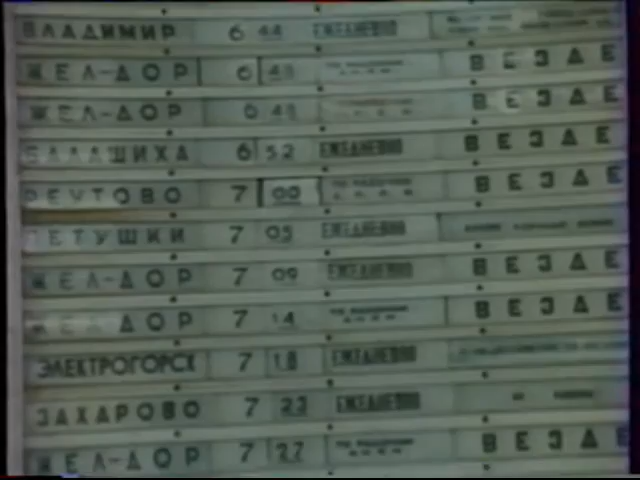 ВЛАДИМИР 6 44 ЕЖЕДНЕВНО
ЖЕЛ-ДОР 6 48 ВЕЗДЕ
ЖЕЛ-ДОР 6 48 ВЕЗДЕ
БАЛАШИХА 6 52 ЕЖЕДНЕВНО ВЕЗДЕ
РЕУТОВО 7 00 ВЕЗДЕ
ПЕТУШКИ 7 05 ЕЖЕДНЕВНО
ЖЕЛ-ДОР 7 09 ЕЖЕДНЕВНО ВЕЗДЕ
ЖЕЛ-ДОР 7 14 ВЕЗДЕ
ЭЛЕКТРОГОРСК 7 18 ЕЖЕДНЕВНО
ЗАХАРОВО 7 23 ЕЖЕДНЕВНО
ЖЕЛ-ДОР 7 27 ВЕЗДЕ